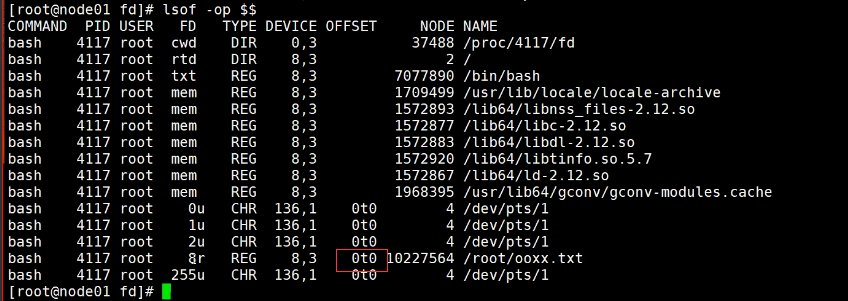 [root@node01 fd]# lsof -op $$
COMMAND PID USER FD TYPE DEVICE OFFSET NODE NAME
bash 4117 root cwd DIR 0,3 37488 /proc/4117/fd
bash 4117 root rtd DIR 8,3 2 /
bash 4117 root txt REG 8,3 7077890 /bin/bash
bash 4117 root mem REG 8,3 1709499 /usr/lib/locale/locale-archive
bash 4117 root mem REG 8,3 1572893 /lib64/libnss_files-2.12.so
bash 4117 root mem REG 8,3 1572877 /lib64/libc-2.12.so
bash 4117 root mem REG 8,3 1572883 /lib64/libdl-2.12.so
bash 4117 root mem REG 8,3 1572920 /lib64/libtinfo.so.5.7
bash 4117 root mem REG 8,3 1572867 /lib64/ld-2.12.so
bash 4117 root mem REG 8,3 1968395 /usr/lib64/gconv/gconv-modules.cache
bash 4117 root 0u CHR 136,1 0t0 4 /dev/pts/1
bash 4117 root 1u CHR 136,1 0t0 4 /dev/pts/1
bash 4117 root 2u CHR 136,1 0t0 4 /dev/pts/1
bash 4117 root 8r REG 8,3 0t0 10227564 /root/ooxx.txt
bash 4117 root 255u CHR 136,1 0t0 4 /dev/pts/1
[root@node01 fd]#